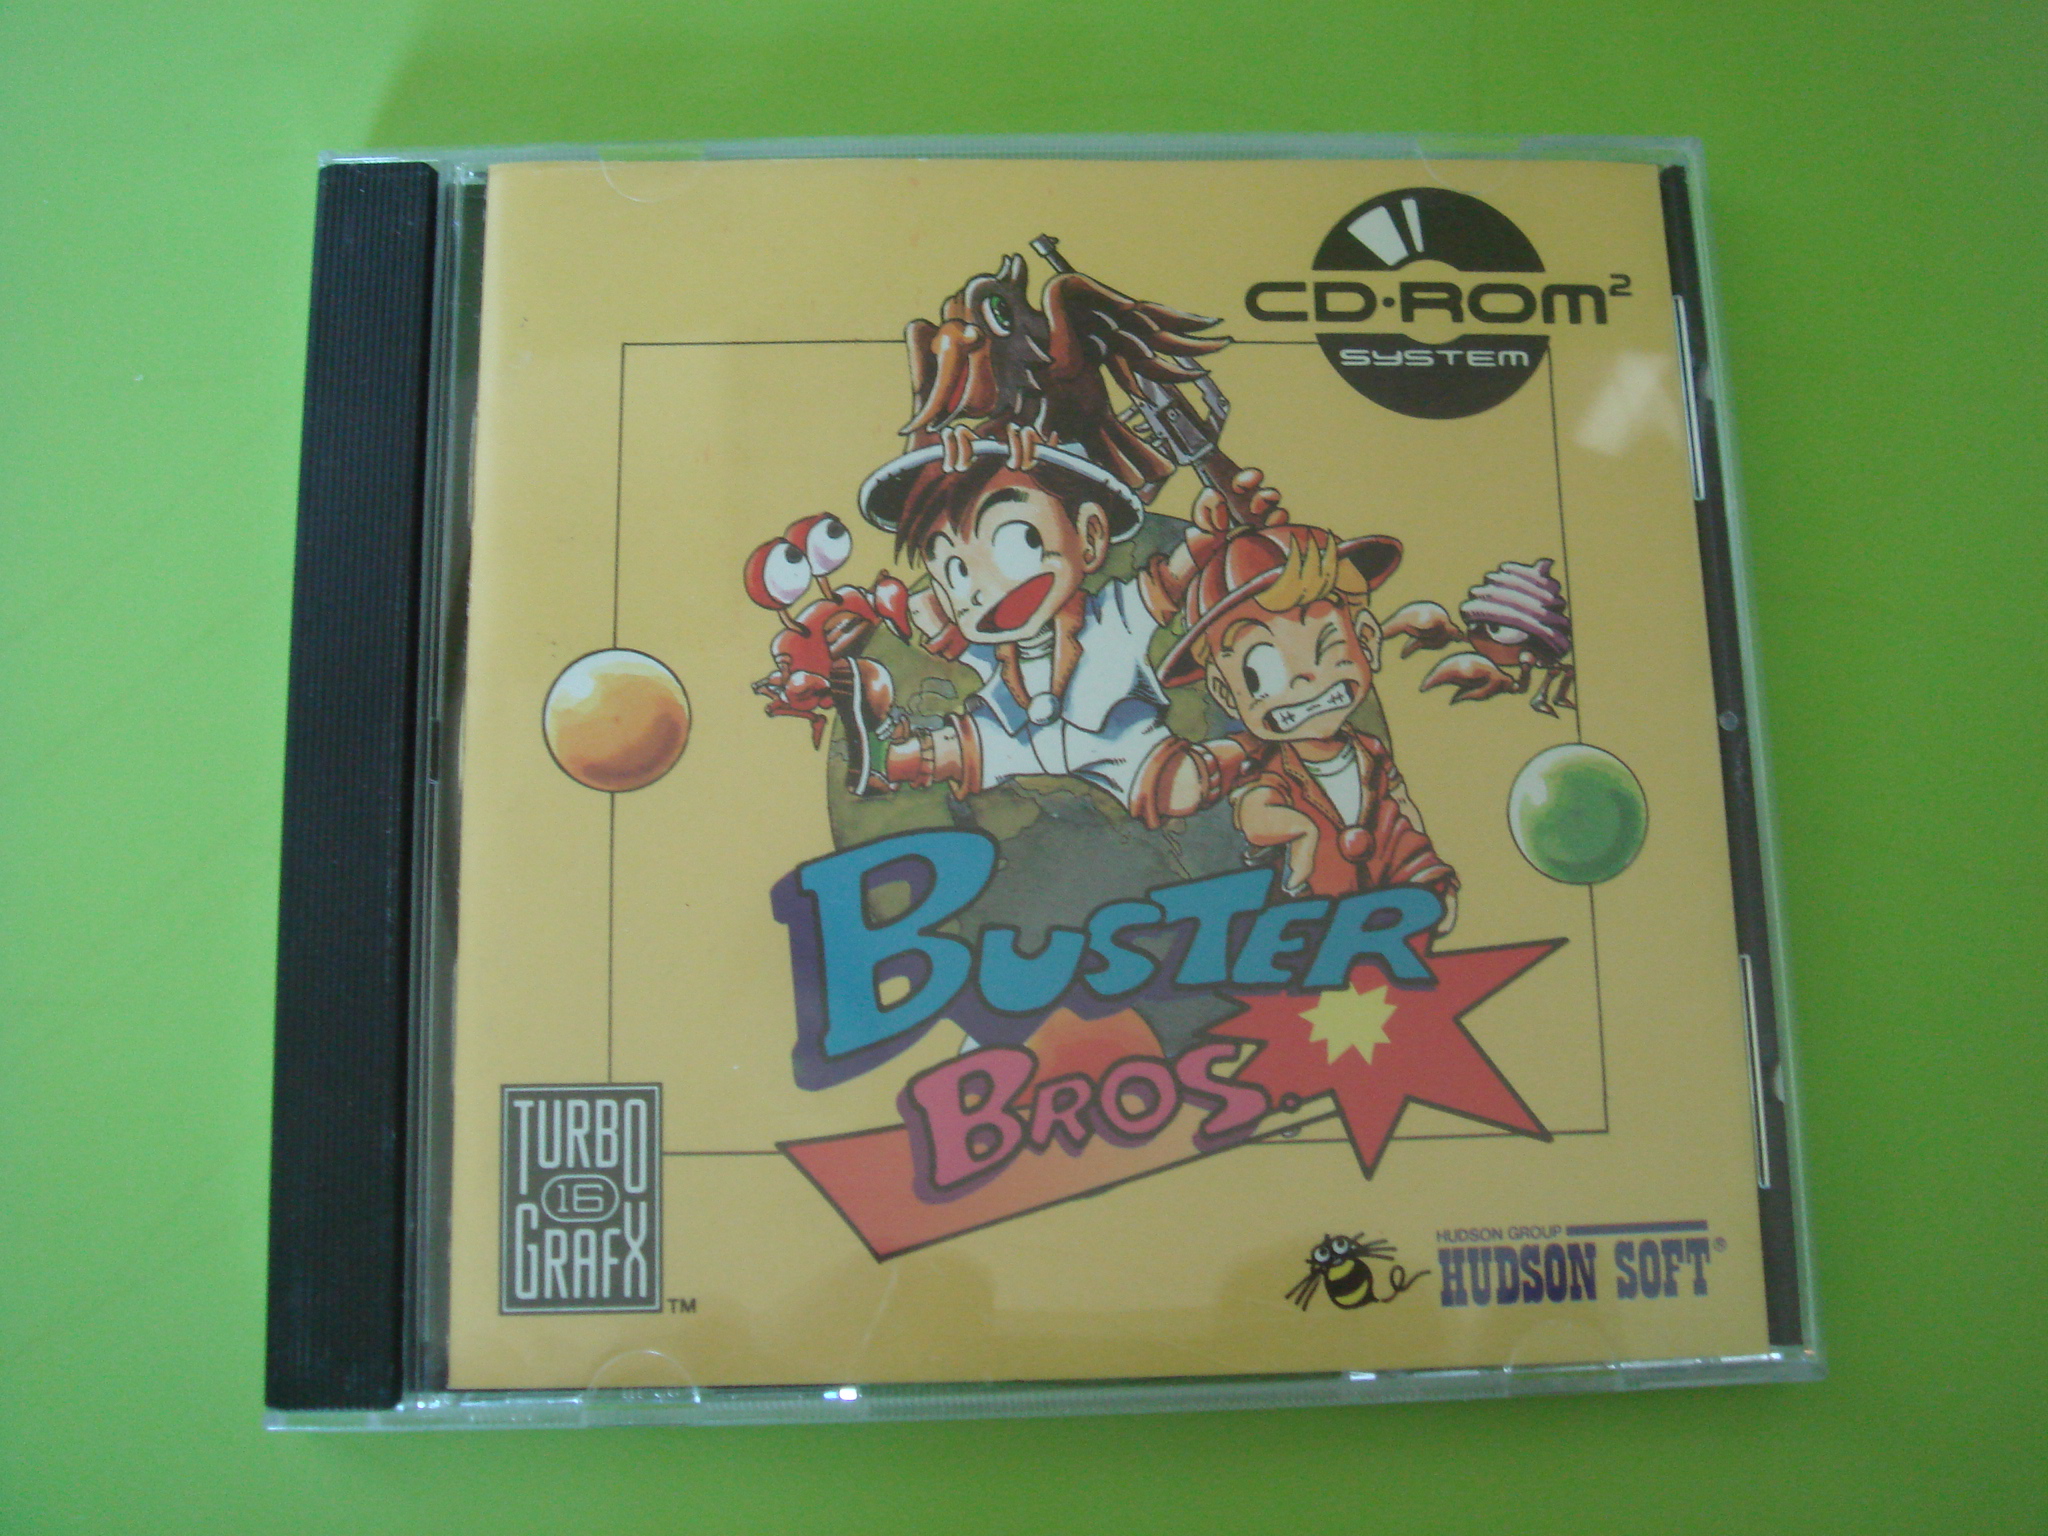 CD·ROM²
SYSTEM
BUSTER
BROS.
TURBO
16
GRAFX
TM
HUDSON GROUP
HUDSON SOFT®